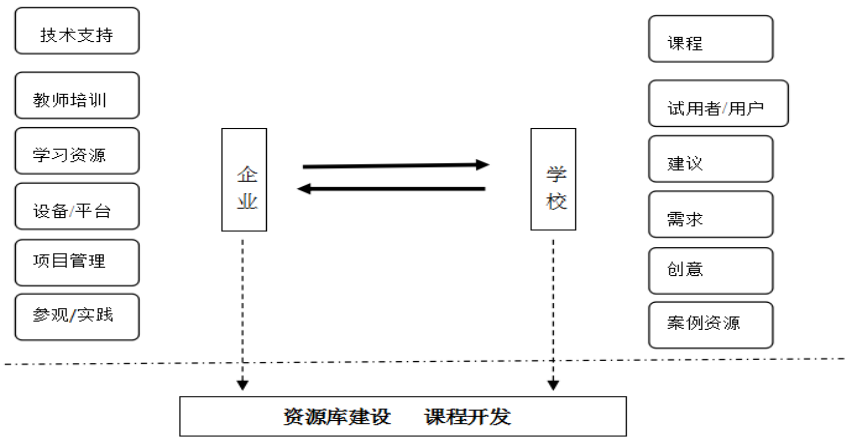 技术支持
教师培训
学习资源
设备/平台
项目管理
参观/实践
企
业
学
校
课程
试用者/用户
建议
需求
创意
案例资源
资源库建设 课程开发